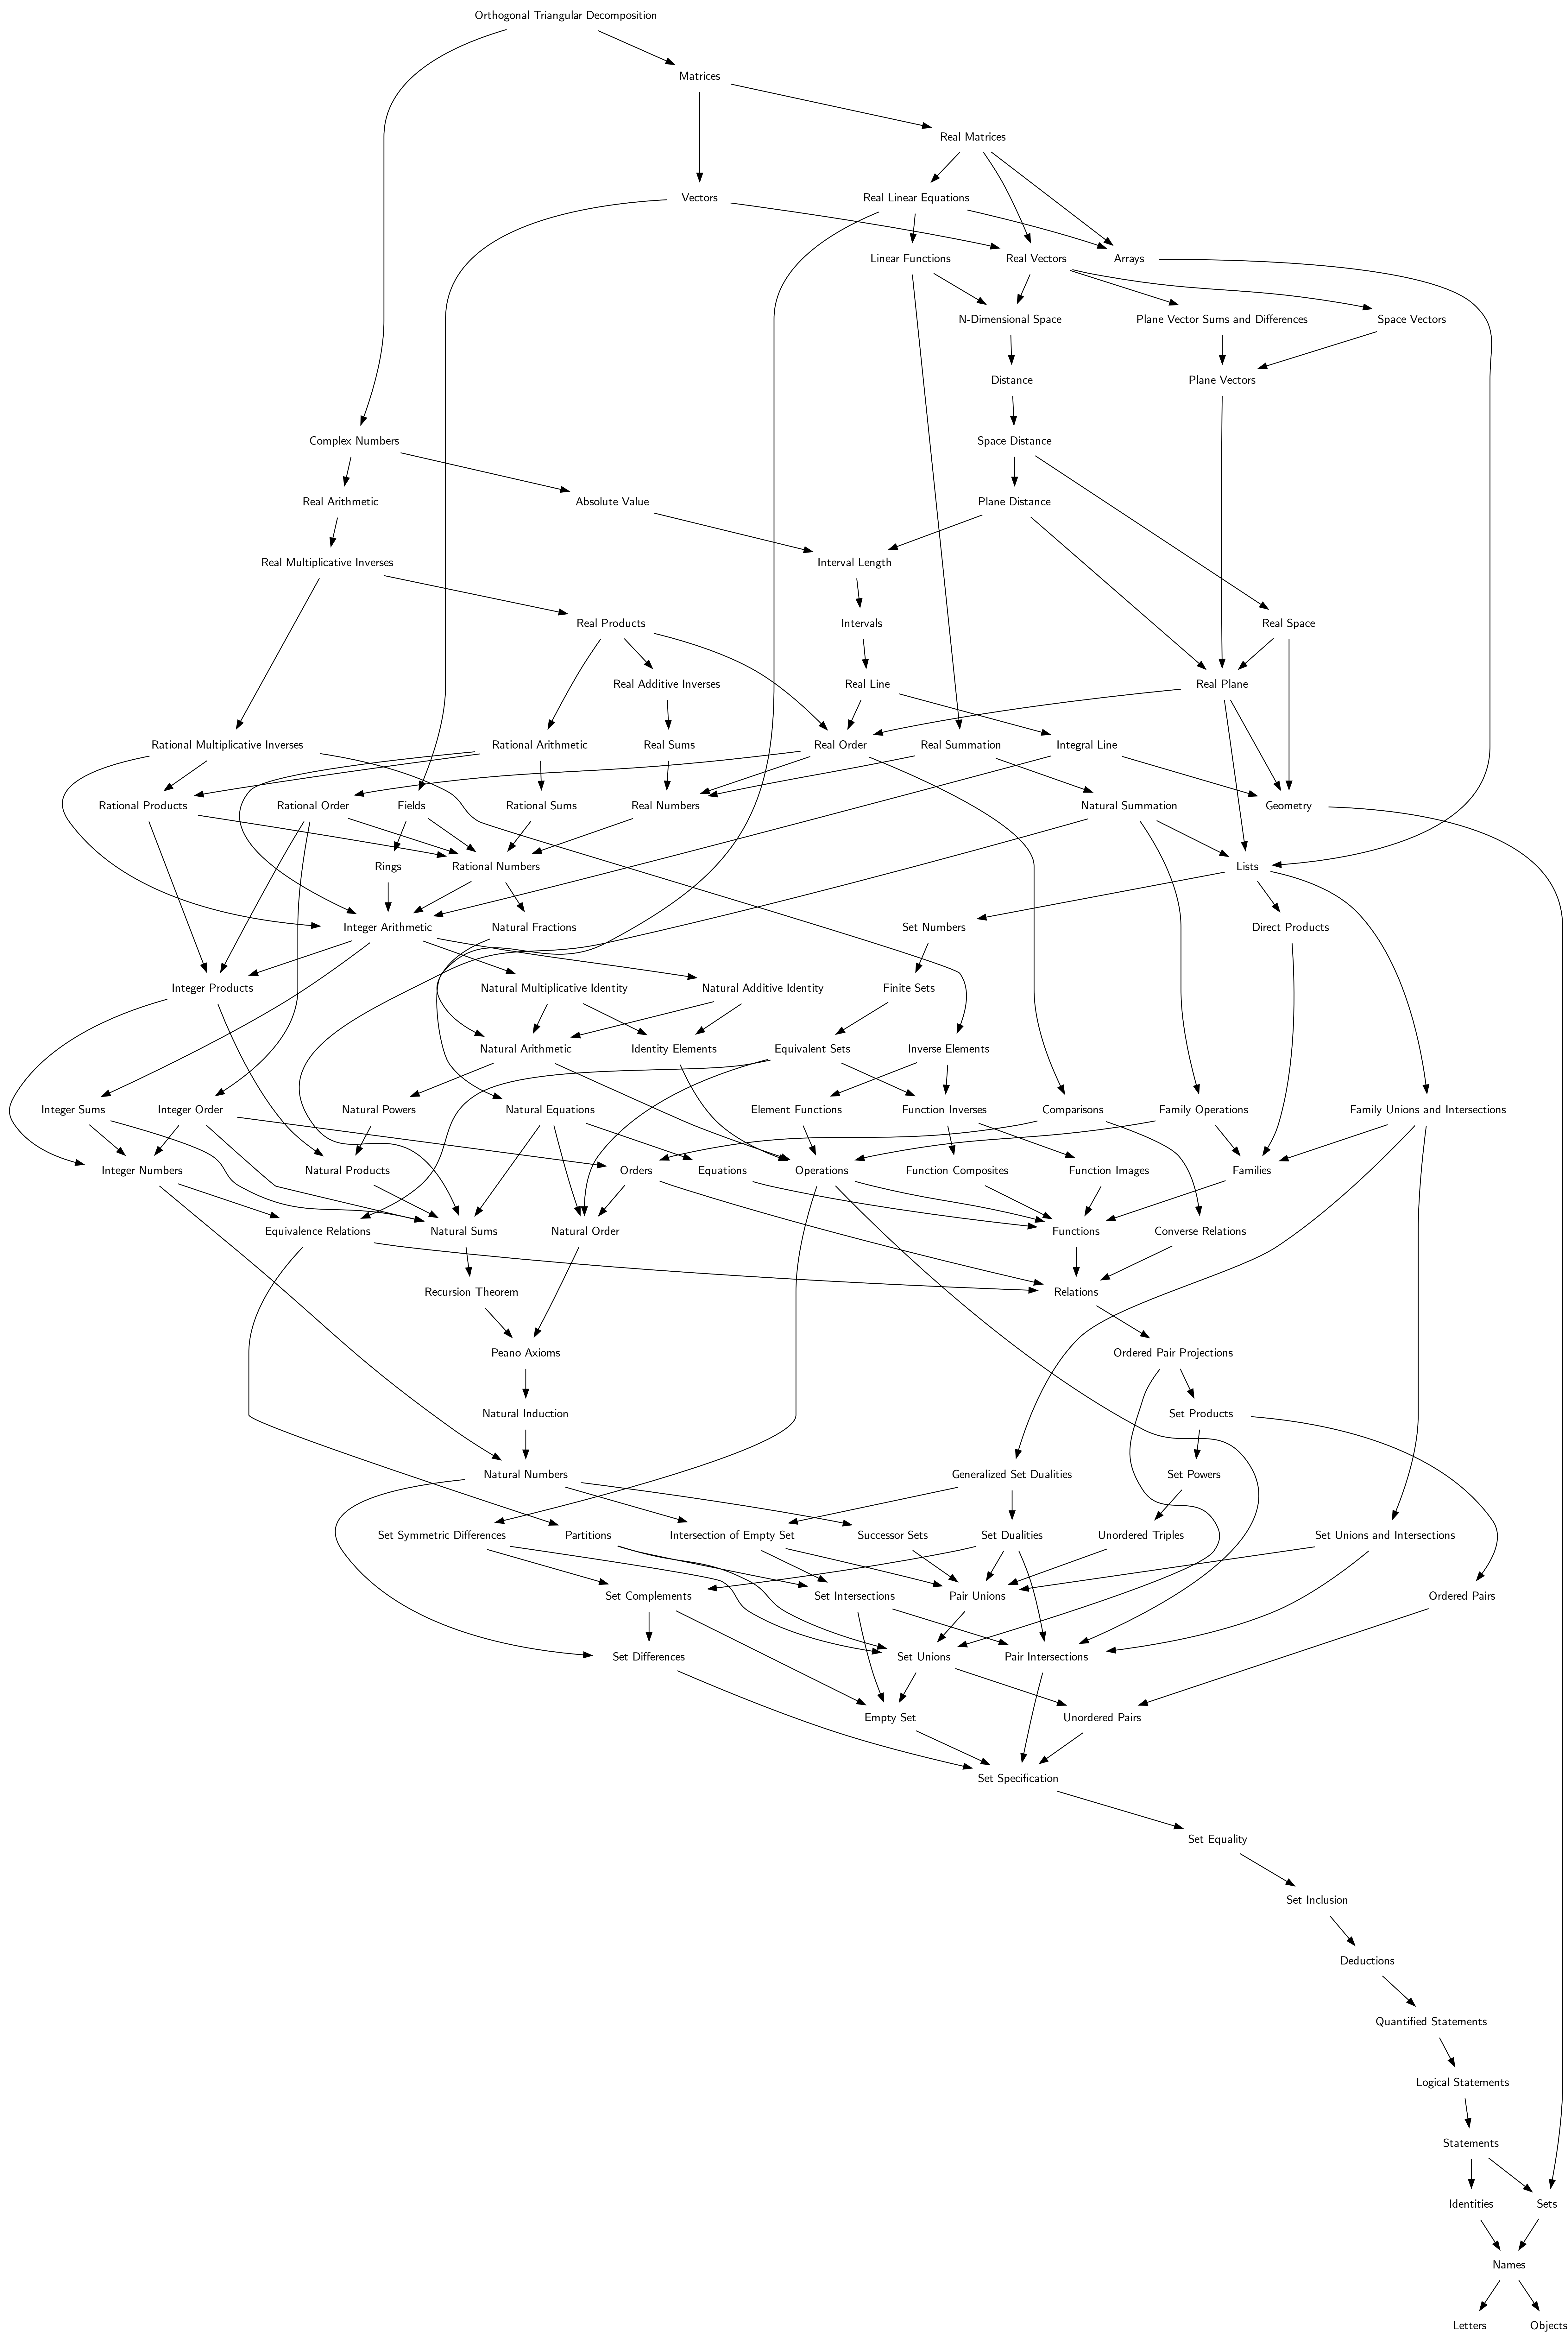 Orthogonal Triangular Decomposition
Matrices
Real Matrices
Vectors
Real Linear Equations
Linear Functions
Real Vectors
Arrays
N-Dimensional Space
Plane Vector Sums and Differences
Space Vectors
Distance
Plane Vectors
Complex Numbers
Space Distance
Real Arithmetic
Absolute Value
Plane Distance
Real Multiplicative Inverses
Interval Length
Real Products
Intervals
Real Space
Real Additive Inverses
Real Line
Real Plane
Rational Multiplicative Inverses
Rational Arithmetic
Real Sums
Real Order
Real Summation
Integral Line
Rational Products
Rational Order
Fields
Rational Sums
Real Numbers
Natural Summation
Geometry
Rings
Rational Numbers
Lists
Integer Arithmetic
Natural Fractions
Set Numbers
Direct Products
Integer Products
Natural Multiplicative Identity
Natural Additive Identity
Finite Sets
Natural Arithmetic
Identity Elements
Equivalent Sets
Inverse Elements
Integer Sums
Integer Order
Natural Powers
Natural Equations
Element Functions
Function Inverses
Comparisons
Family Operations
Family Unions and Intersections
Integer Numbers
Natural Products
Orders
Equations
Operations
Function Composites
Function Images
Families
Equivalence Relations
Natural Sums
Natural Order
Functions
Converse Relations
Recursion Theorem
Relations
Peano Axioms
Ordered Pair Projections
Natural Induction
Set Products
Natural Numbers
Generalized Set Dualities
Set Powers
Set Symmetric Differences
Partitions
Intersection of Empty Set
Successor Sets
Set Dualities
Unordered Triples
Set Unions and Intersections
Set Complements
Set Intersections
Pair Unions
Ordered Pairs
Set Differences
Set Unions
Pair Intersections
Empty Set
Unordered Pairs
Set Specification
Set Equality
Set Inclusion
Deductions
Quantified Statements
Logical Statements
Statements
Identities
Sets
Names
Letters
Objects